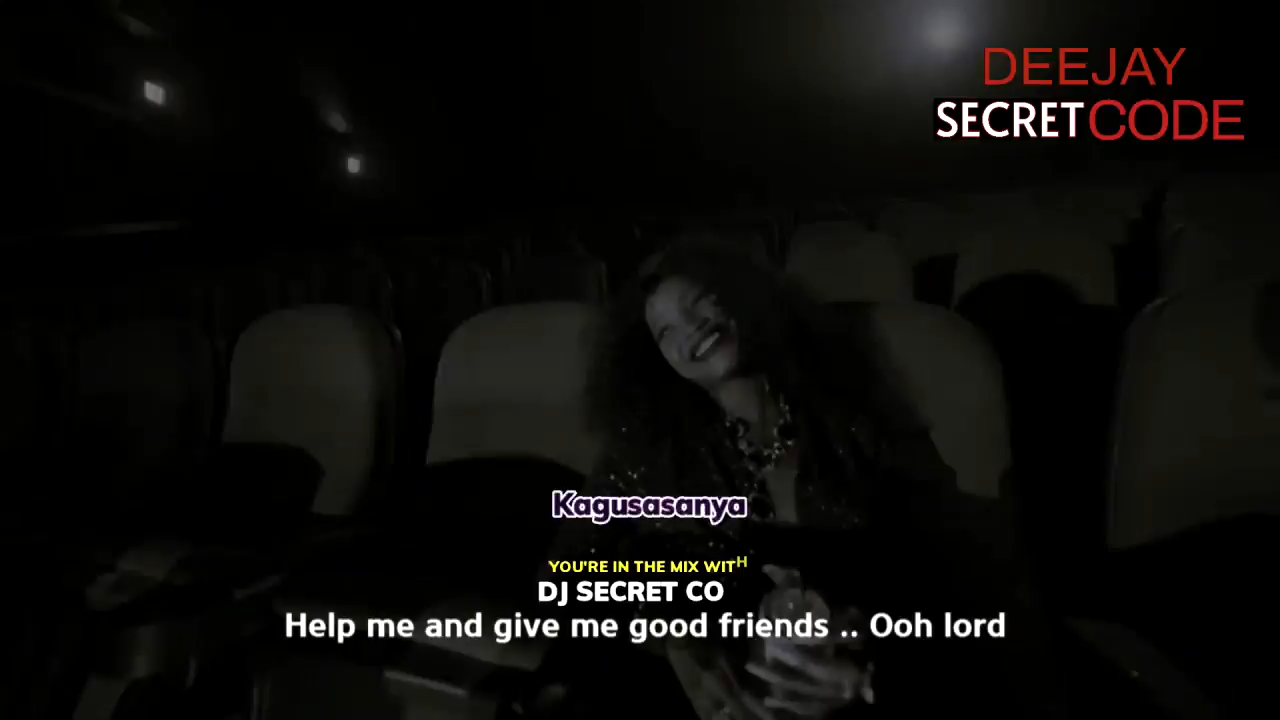 DEEJAY
SECRETCODE
Kagusasanya
YOU'RE IN THE MIX WITH
DJ SECRET CO
Help me and give me good friends .. Ooh lord